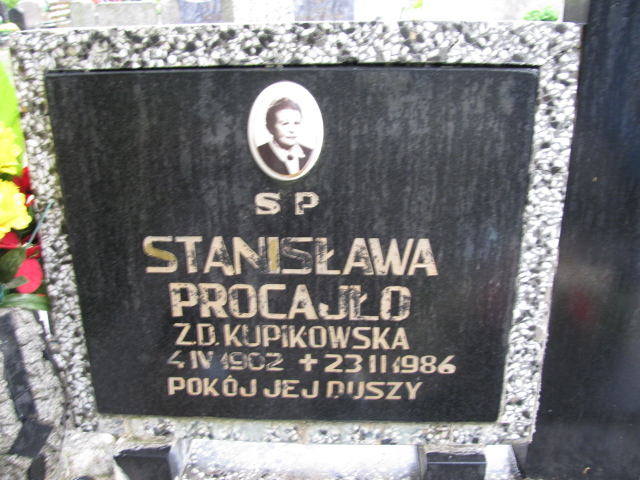 SP
STANISŁAWA
PROCAJŁO
Z.D. KUPIKOWSKA
4 IV 1902 + 23 II 1986
POKÓJ JEJ DUSZY